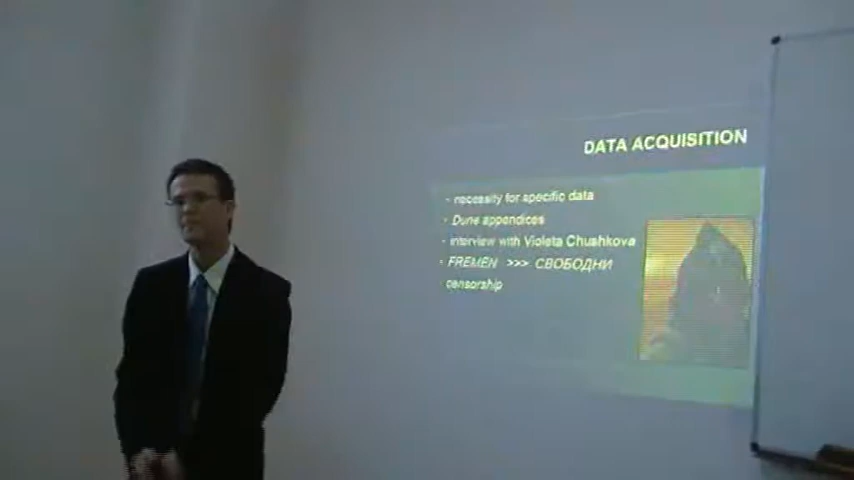 DATA ACQUISITION
- necessity for specific data
- Dune appendices
- interview with Violeta Chushkova
- FREMEN >>> СВОБОДНИ
censorship